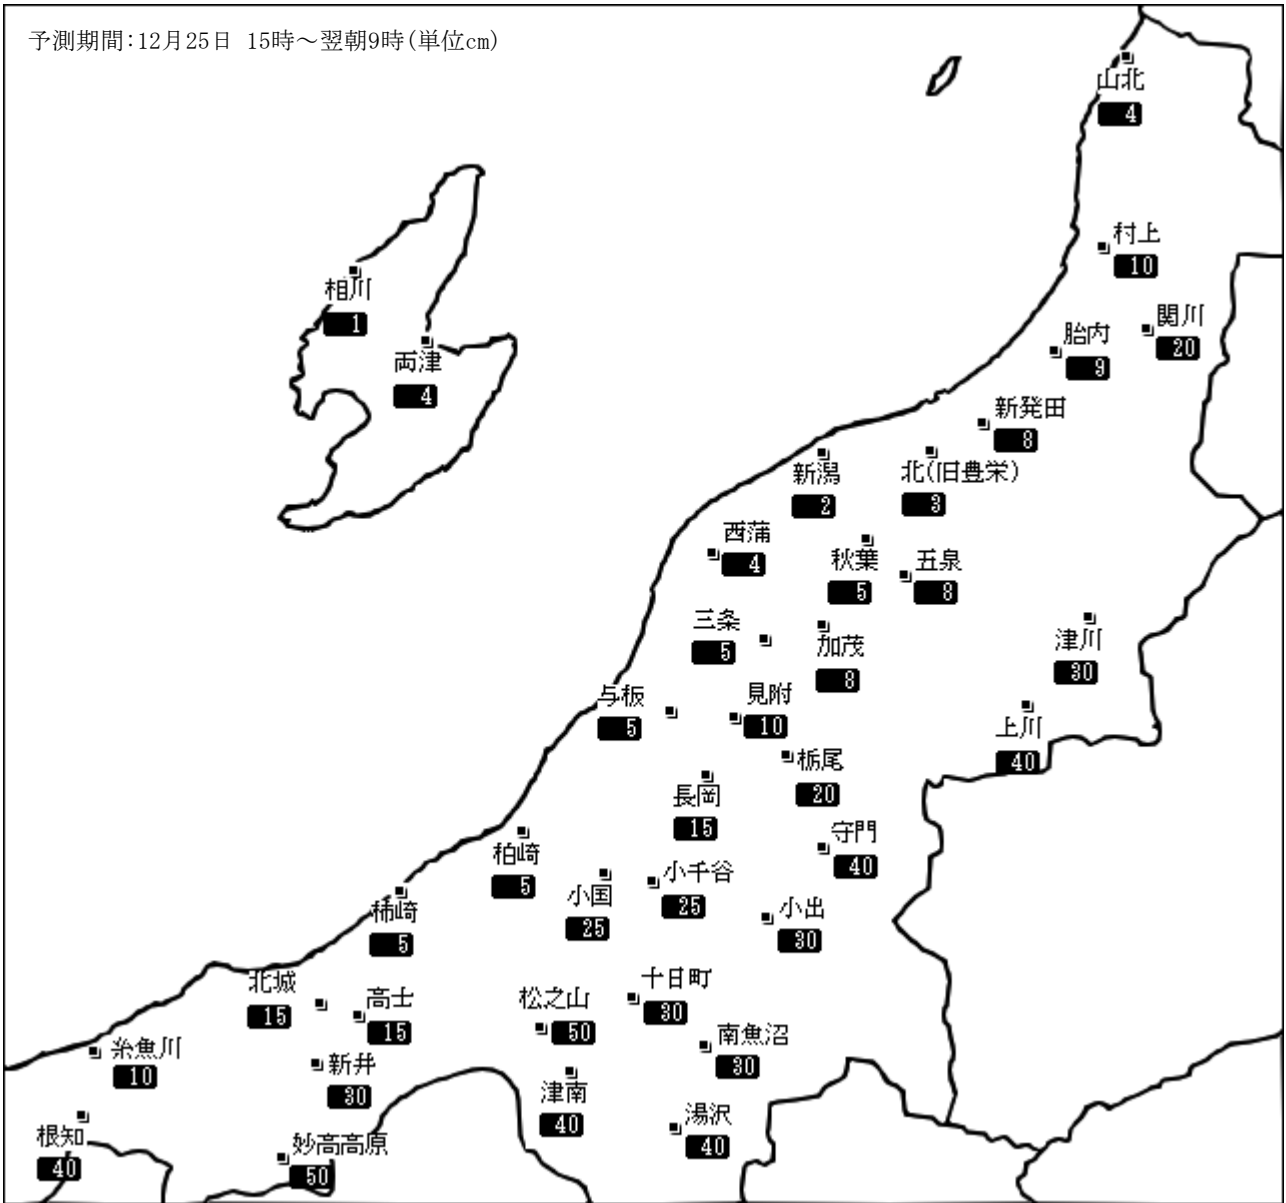 予測期間:12月25日 15時～翌朝9時(単位cm)
山北
4
村上
10
相川
1
関川
20
胎内
9
両津
4
新発田
8
新潟
2
北(旧豊栄)
3
西蒲
4
秋葉
5
五泉
8
三条
5
加茂
8
津川
30
与板
5
見附
10
上川
40
栃尾
20
長岡
15
守門
40
柏崎
5
小国
25
小千谷
25
小出
30
柿崎
5
北城
15
高士
15
松之山
50
十日町
30
南魚沼
30
糸魚川
10
新井
30
津南
40
湯沢
40
根知
40
妙高高原
50